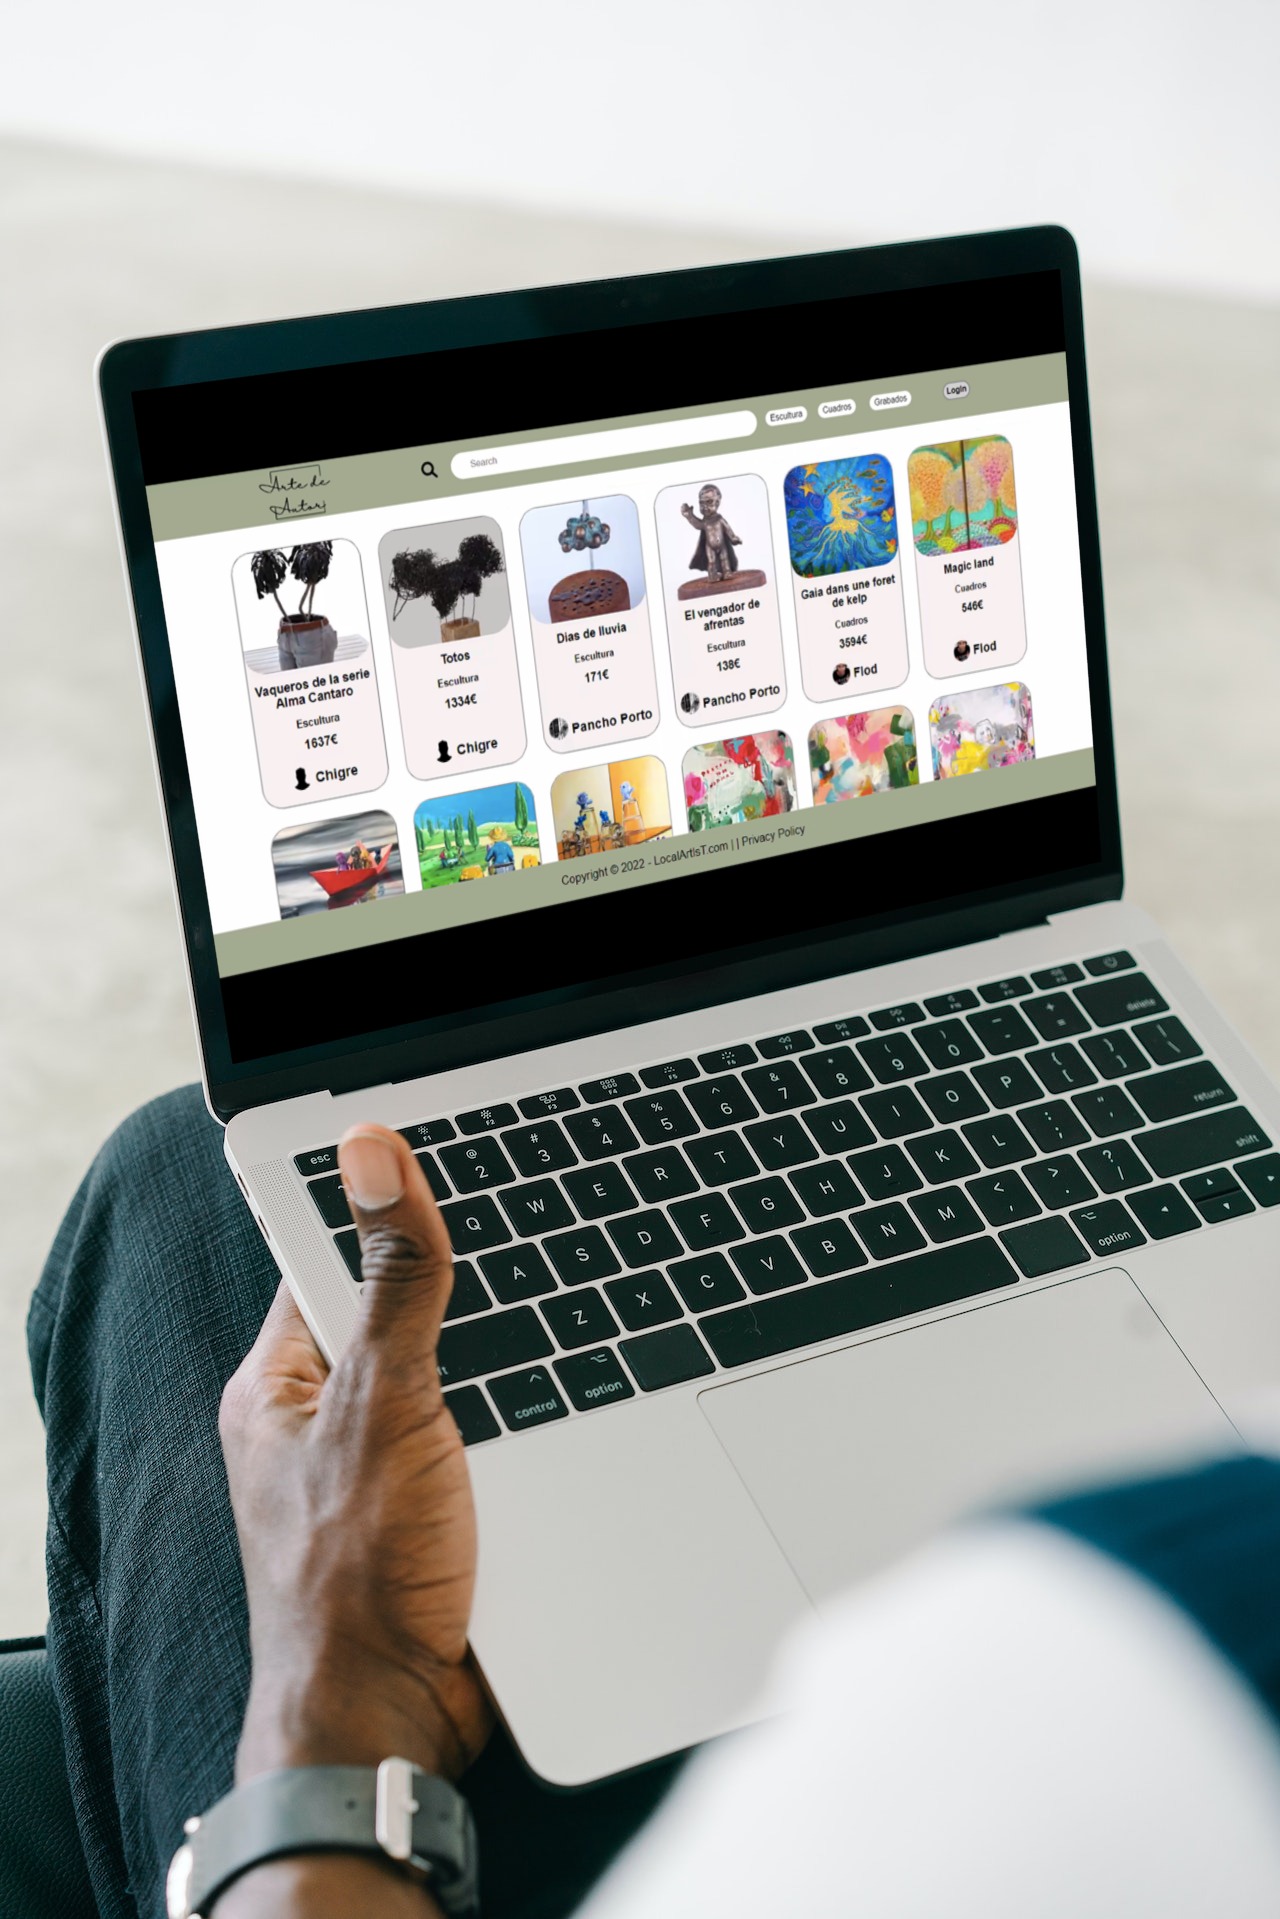 Arte de
Autor
Search
Escultura
Cuadros
Grabados
Login
Vaqueros de la serie
Alma Cantaro
Escultura
1637€
Chigre
Totos
Escultura
1334€
Chigre
Dias de lluvia
Escultura
171€
Pancho Porto
El vengador de
afrentas
Escultura
138€
Pancho Porto
Gaia dans une foret
de kelp
Cuadros
3594€
Flod
Magic land
Cuadros
546€
Flod
Copyright © 2022 - LocalArtisT.com | | Privacy Policy
esc F1 F2 F3 F4 F5 F6 F7 F8 F9 F10 F11 F12
~ @ 2 # 3 $ 4 % 5 ^ 6 & 7 * 8 ( 9 ) 0 _ - + = delete
Q W E R T Y U I O P { [ } ] | \
A S D F G H J K L : ; " ' return
Z X C V B N M < , > . ? / shift
control option option